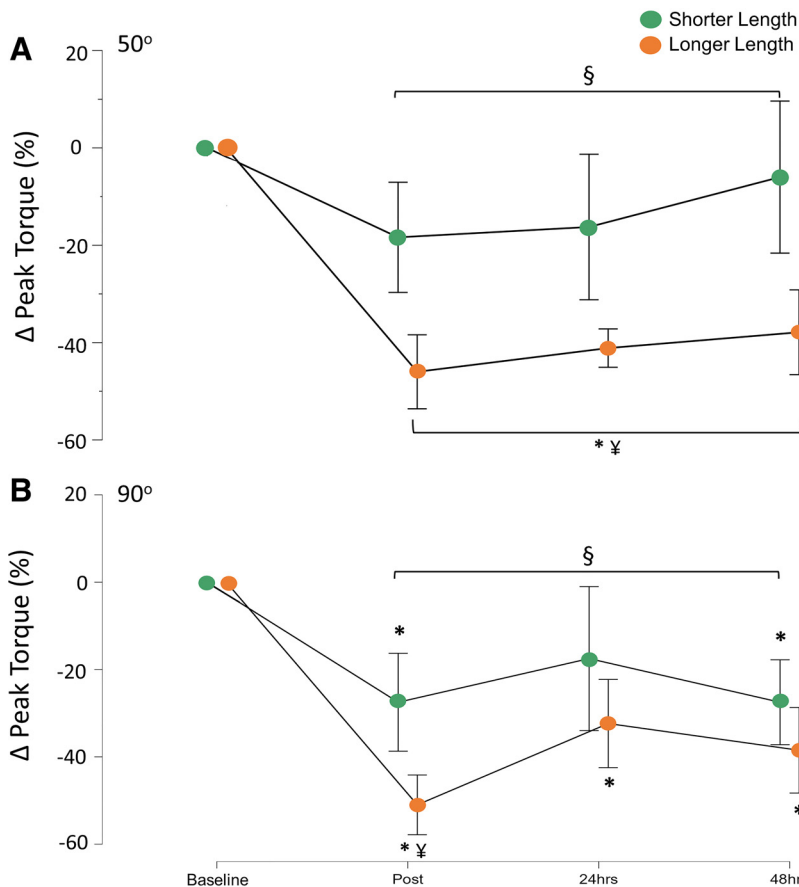 Shorter Length
Longer Length
A
50o
20
0
-20
-40
-60
Δ Peak Torque (%)
§
* ¥
B
90o
20
0
-20
-40
-60
Δ Peak Torque (%)
§
*
*
*
*
* ¥
Baseline
Post
24hrs
48hr